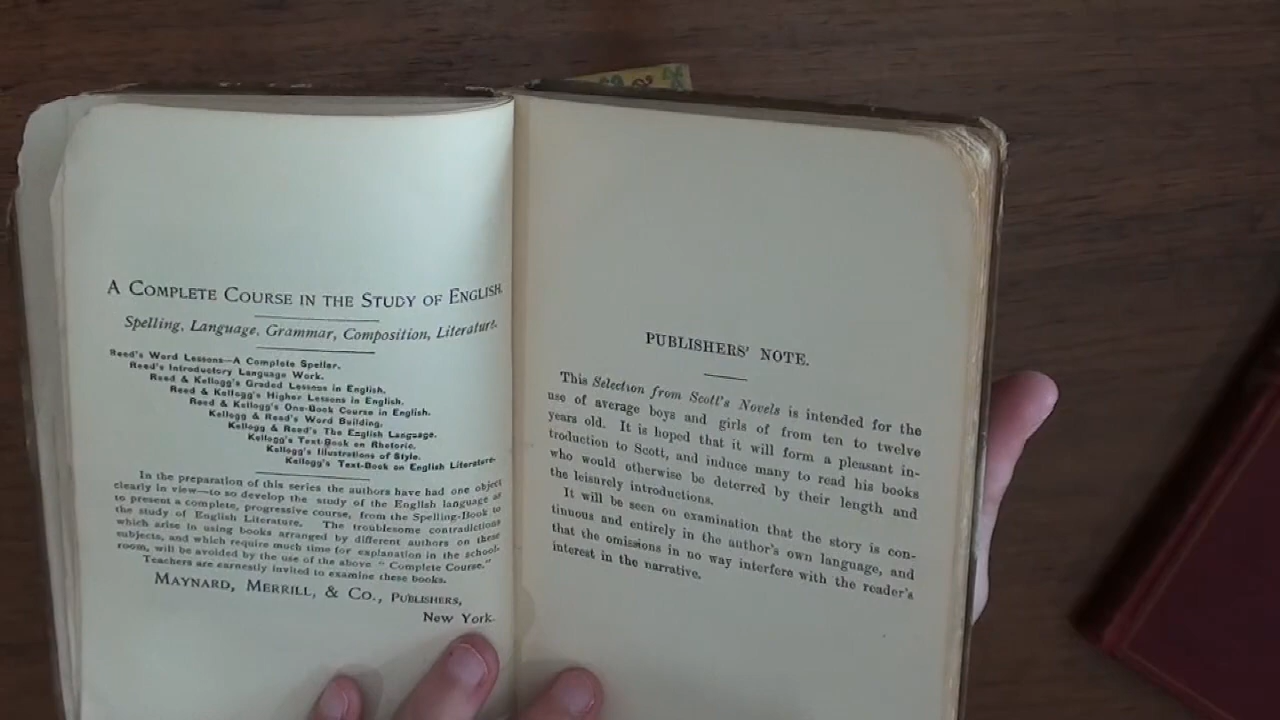 A COMPLETE COURSE IN THE STUDY OF ENGLISH.
Spelling, Language, Grammar, Composition, Literature.
Reed's Word Lessons—A Complete Speller.
Reed's Introductory Language Work.
Reed & Kellogg's Graded Lessons in English.
Reed & Kellogg's Higher Lessons in English.
Reed & Kellogg's One-Book Course in English.
Kellogg & Reed's Word Building.
Kellogg & Reed's The English Language.
Kellogg's Text-Book on Rhetoric.
Kellogg's Illustrations of Style.
Kellogg's Text-Book on English Literature.
In the preparation of this series the authors have had one object
clearly in view—to so develop the study of the English language as
to present a complete, progressive course, from the Spelling-Book to
the study of English Literature. The troublesome contradictions
which arise in using books arranged by different authors on these
subjects, and which require much time for explanation in the school-
room, will be avoided by the use of the above "Complete Course."
Teachers are earnestly invited to examine these books.
MAYNARD, MERRILL, & CO., PUBLISHERS,
New York.
PUBLISHERS' NOTE.
This Selection from Scott's Novels is intended for the
use of average boys and girls of from ten to twelve
years old. It is hoped that it will form a pleasant in-
troduction to Scott, and induce many to read his books
who would otherwise be deterred by their length and
the leisurely introductions.
It will be seen on examination that the story is con-
tinuous and entirely in the author's own language, and
that the omissions in no way interfere with the reader's
interest in the narrative.